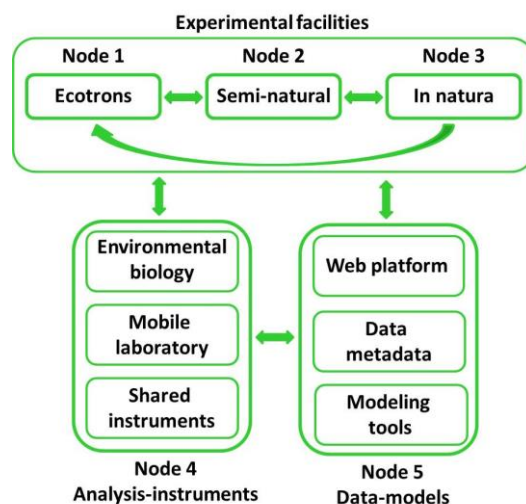 Experimental facilities
Node 1
Node 2
Node 3
Ecotrons
Semi-natural
In natura
Environmental
biology
Mobile
laboratory
Shared
instruments
Node 4
Analysis-instruments
Web platform
Data
metadata
Modeling
tools
Node 5
Data-models